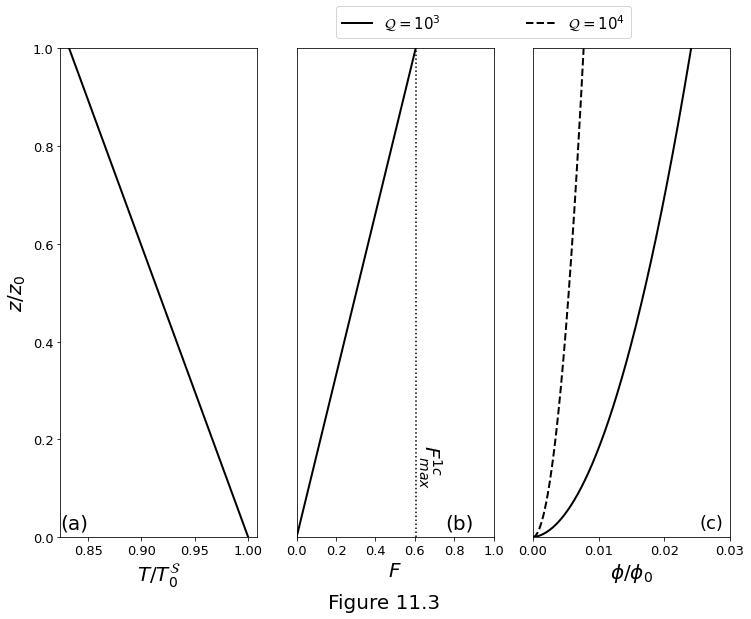 𝒬 = 10³ 𝒬 = 10⁴
1.0
0.8
0.6
0.4
0.2
0.0
z/z₀
(a)
0.85 0.90 0.95 1.00
T/T₀^𝒮
F_max^1c
(b)
0.0 0.2 0.4 0.6 0.8 1.0
F
(c)
0.00 0.01 0.02 0.03
ϕ/ϕ₀
Figure 11.3